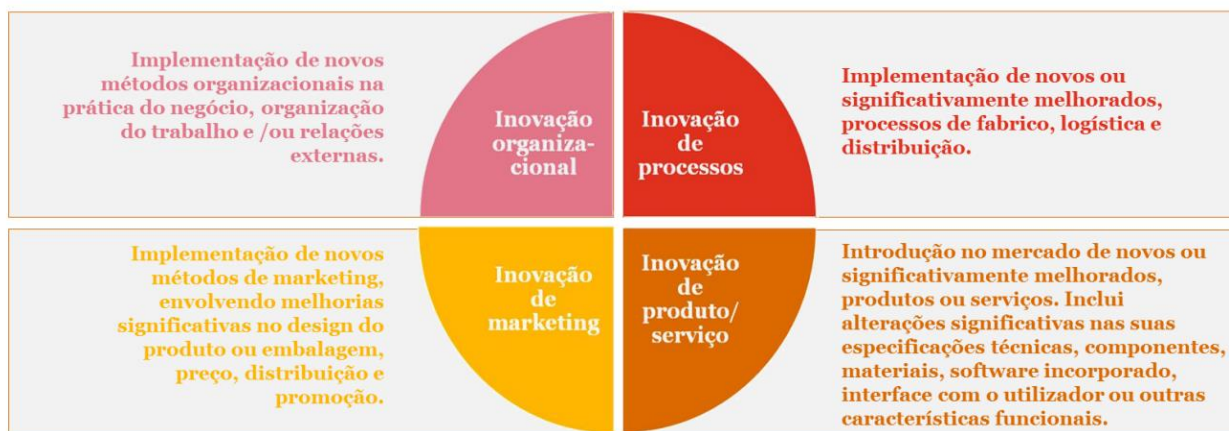 Implementação de novos
métodos organizacionais na
prática do negócio, organização
do trabalho e /ou relações
externas.
Inovação
organiza-
cional
Inovação
de
processos
Implementação de novos ou
significativamente melhorados,
processos de fabrico, logística e
distribuição.
Implementação de novos
métodos de marketing,
envolvendo melhorias
significativas no design do
produto ou embalagem,
preço, distribuição e
promoção.
Inovação
de
marketing
Inovação
de
produto/
serviço
Introdução no mercado de novos ou
significativamente melhorados,
produtos ou serviços. Inclui
alterações significativas nas suas
especificações técnicas, componentes,
materiais, software incorporado,
interface com o utilizador ou outras
características funcionais.